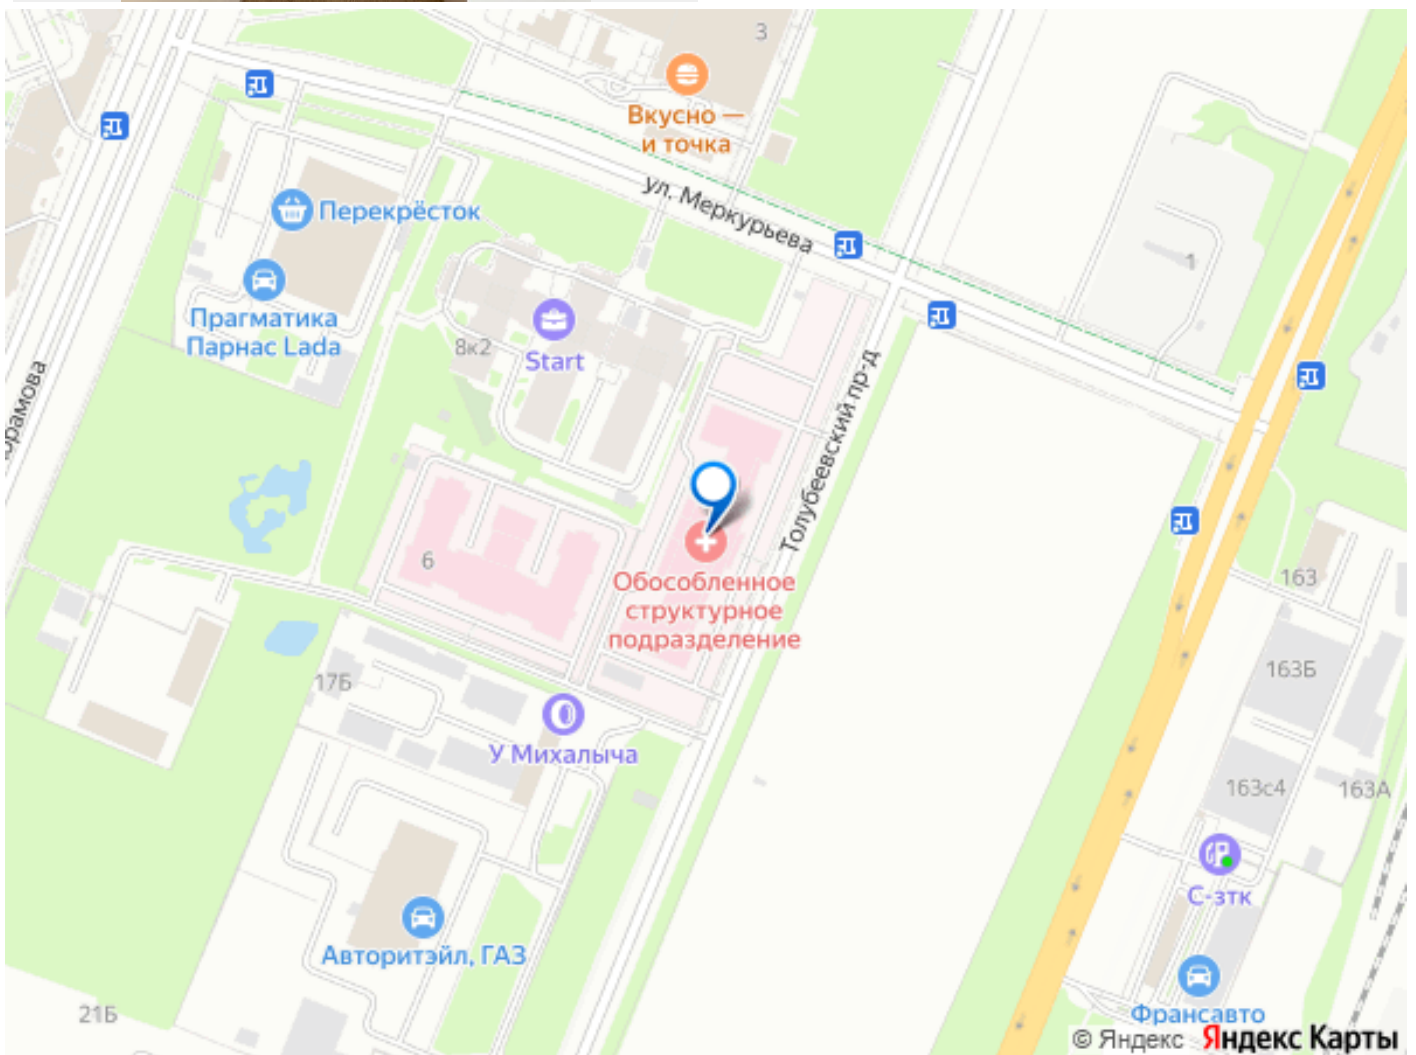 3
Вкусно —
и точка
ул. Меркурьева
Перекрёсток
1
Прагматика
Парнас Lada
8к2
Start
Толубеевский пр-д
6
Обособленное
структурное
подразделение
163
163Б
17Б
У Михалыча
163с4
163А
С-зтк
Авторитэйл, ГАЗ
21Б
Франсавто
© Яндекс Яндекс Карты